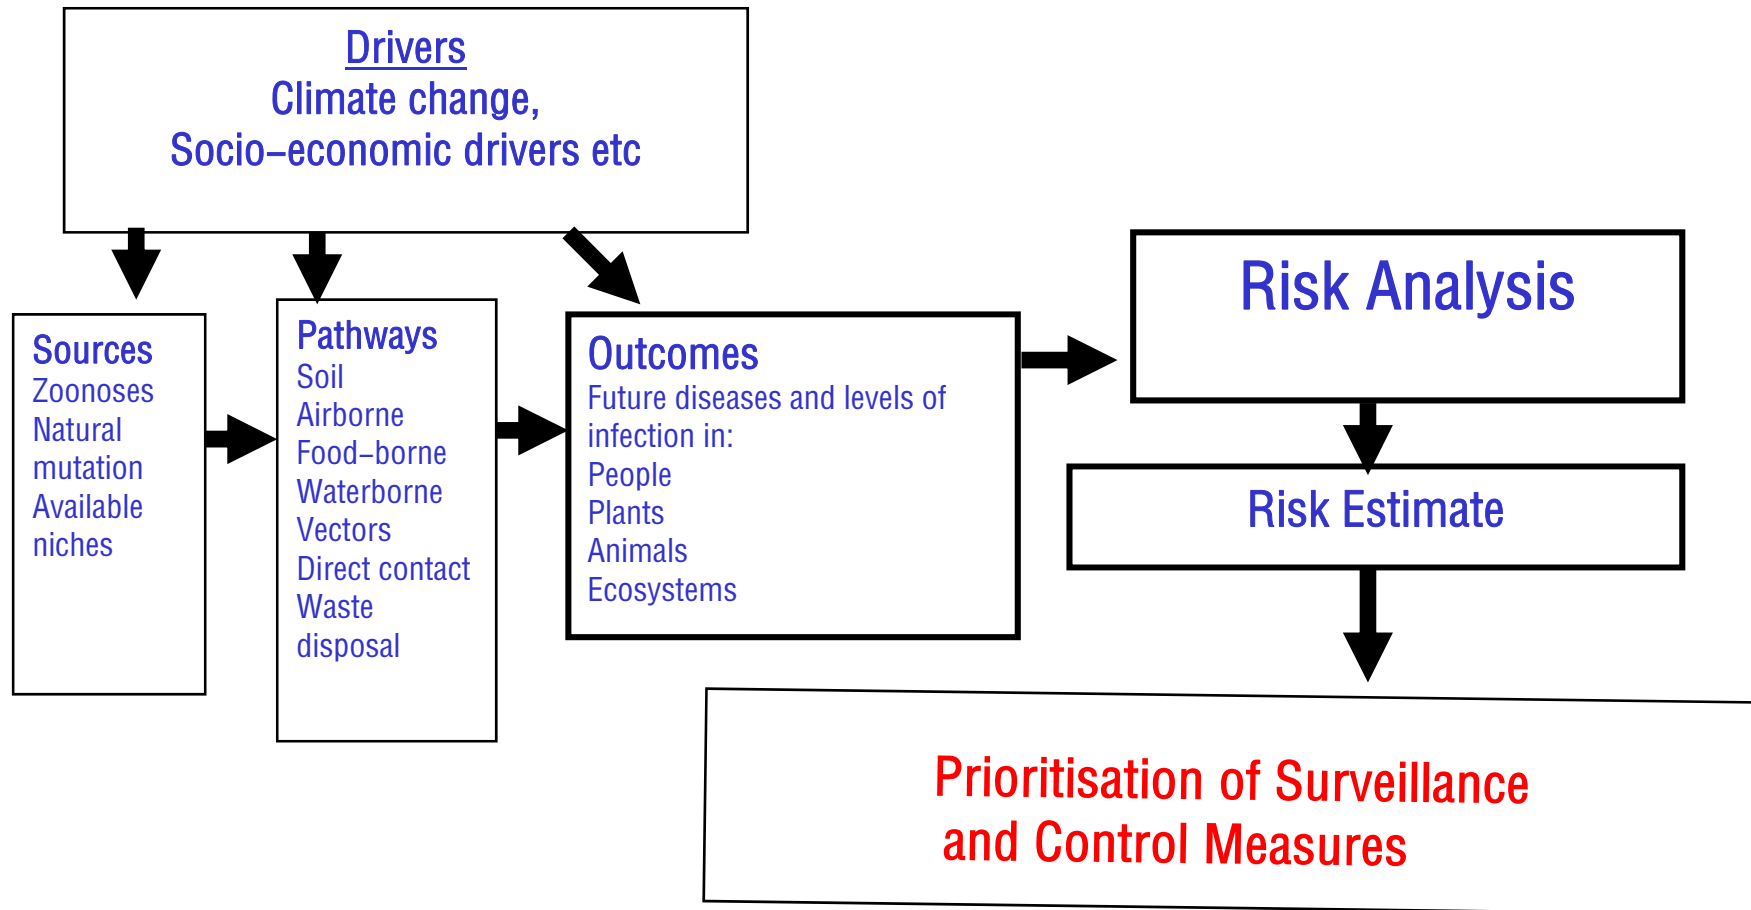 Drivers
Climate change,
Socio–economic drivers etc
Sources
Zoonoses
Natural
mutation
Available
niches
Pathways
Soil
Airborne
Food–borne
Waterborne
Vectors
Direct contact
Waste
disposal
Outcomes
Future diseases and levels of
infection in:
People
Plants
Animals
Ecosystems
Risk Analysis
Risk Estimate
Prioritisation of Surveillance
and Control Measures